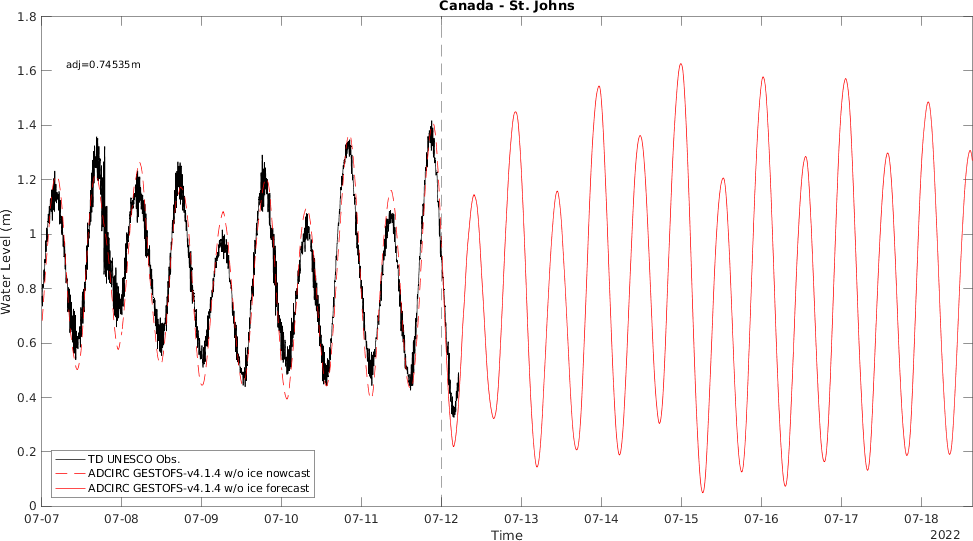 Canada - St. Johns
1.8
1.6
1.4
1.2
1
0.8
0.6
0.4
0.2
0
Water Level (m)
adj=0.74535m
TD UNESCO Obs.
ADCIRC GESTOFS-v4.1.4 w/o ice nowcast
ADCIRC GESTOFS-v4.1.4 w/o ice forecast
07-07 07-08 07-09 07-10 07-11 07-12 07-13 07-14 07-15 07-16 07-17 07-18
Time
2022